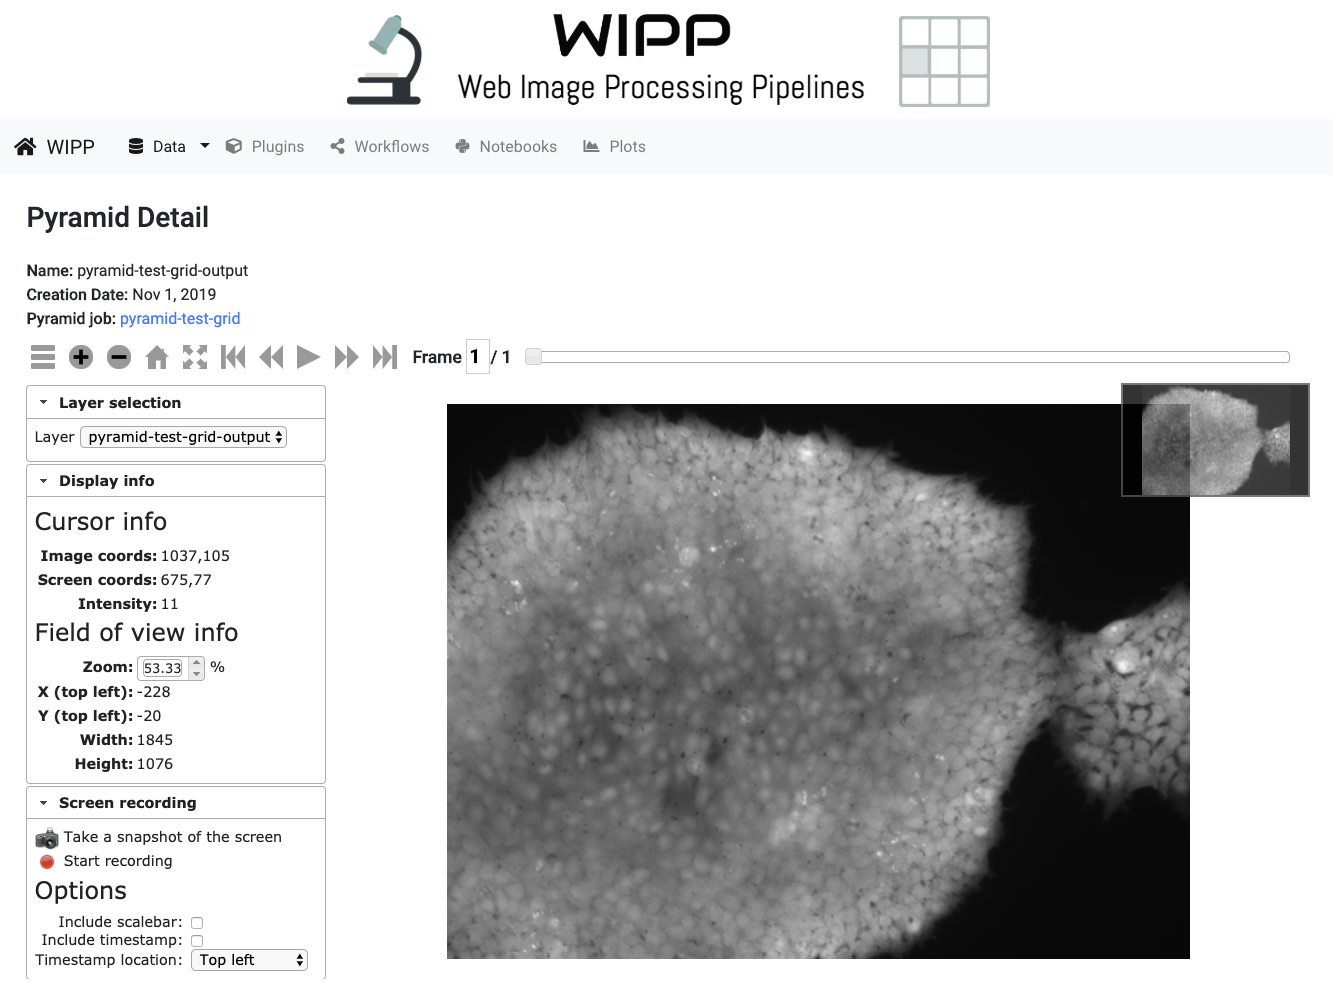 WIPP
Web Image Processing Pipelines
WIPP Data Plugins Workflows Notebooks Plots
Pyramid Detail
Name: pyramid-test-grid-output
Creation Date: Nov 1, 2019
Pyramid job: pyramid-test-grid
Frame 1 / 1
Layer selection
Layer pyramid-test-grid-output
Display info
Cursor info
Image coords: 1037,105
Screen coords: 675,77
Intensity: 11
Field of view info
Zoom: 53.33 %
X (top left): -228
Y (top left): -20
Width: 1845
Height: 1076
Screen recording
Take a snapshot of the screen
Start recording
Options
Include scalebar:
Include timestamp:
Timestamp location: Top left